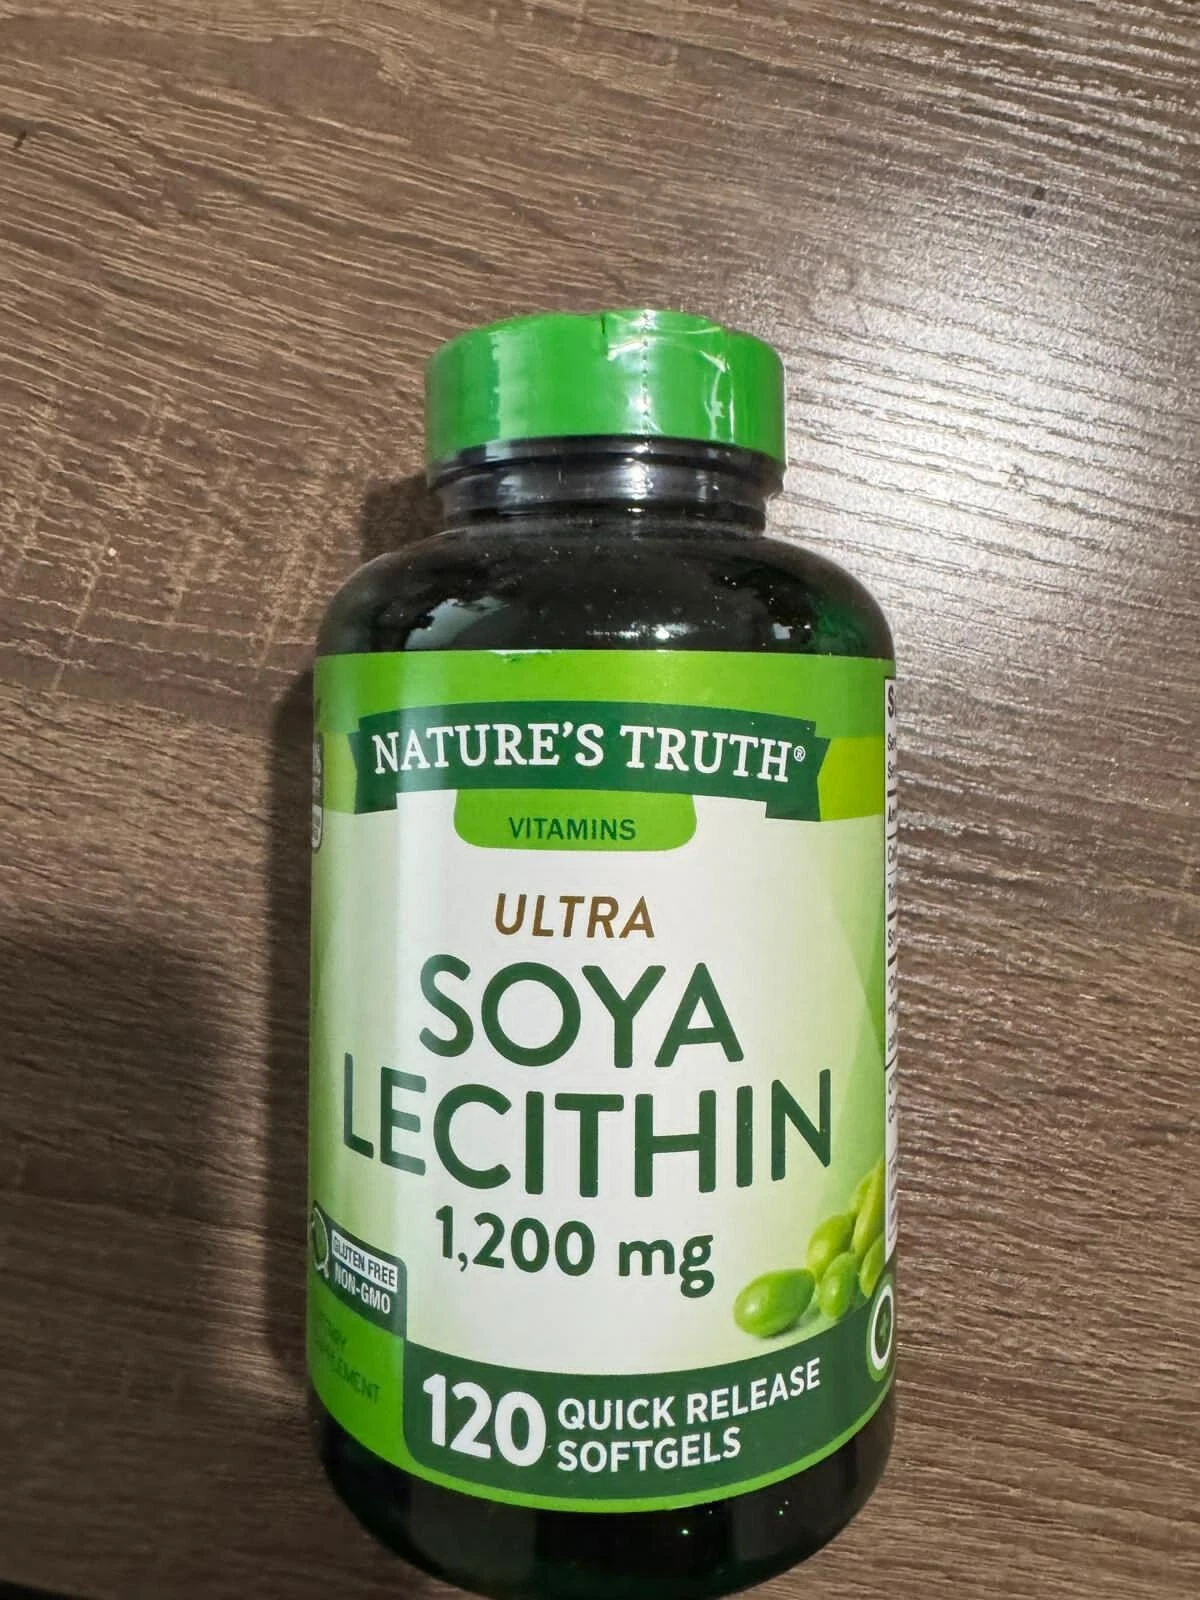 NATURE'S TRUTH®
VITAMINS
ULTRA
SOYA
LECITHIN
1,200 mg
GLUTEN FREE
NON-GMO
120 QUICK RELEASE
SOFTGELS